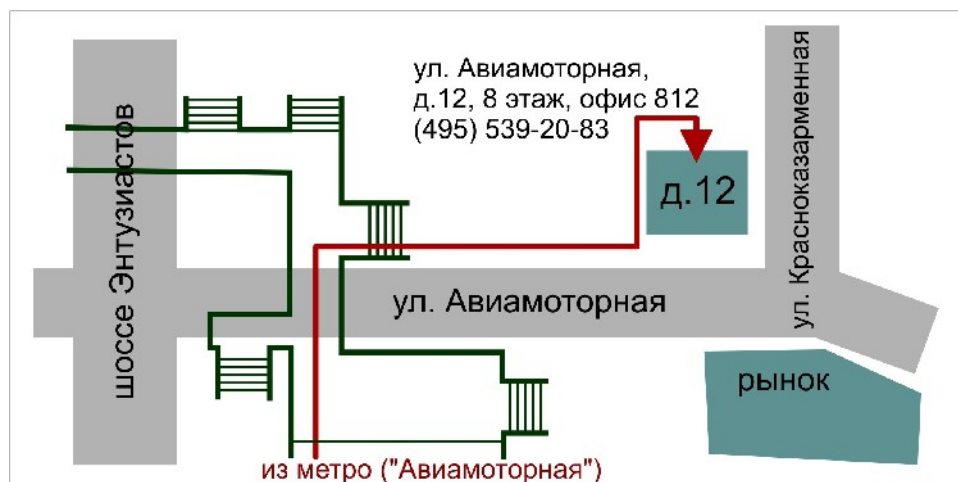 ул. Авиамоторная,
д.12, 8 этаж, офис 812
(495) 539-20-83
шоссе Энтузиастов
ул. Красноказарменная
д.12
ул. Авиамоторная
рынок
из метро ("Авиамоторная")